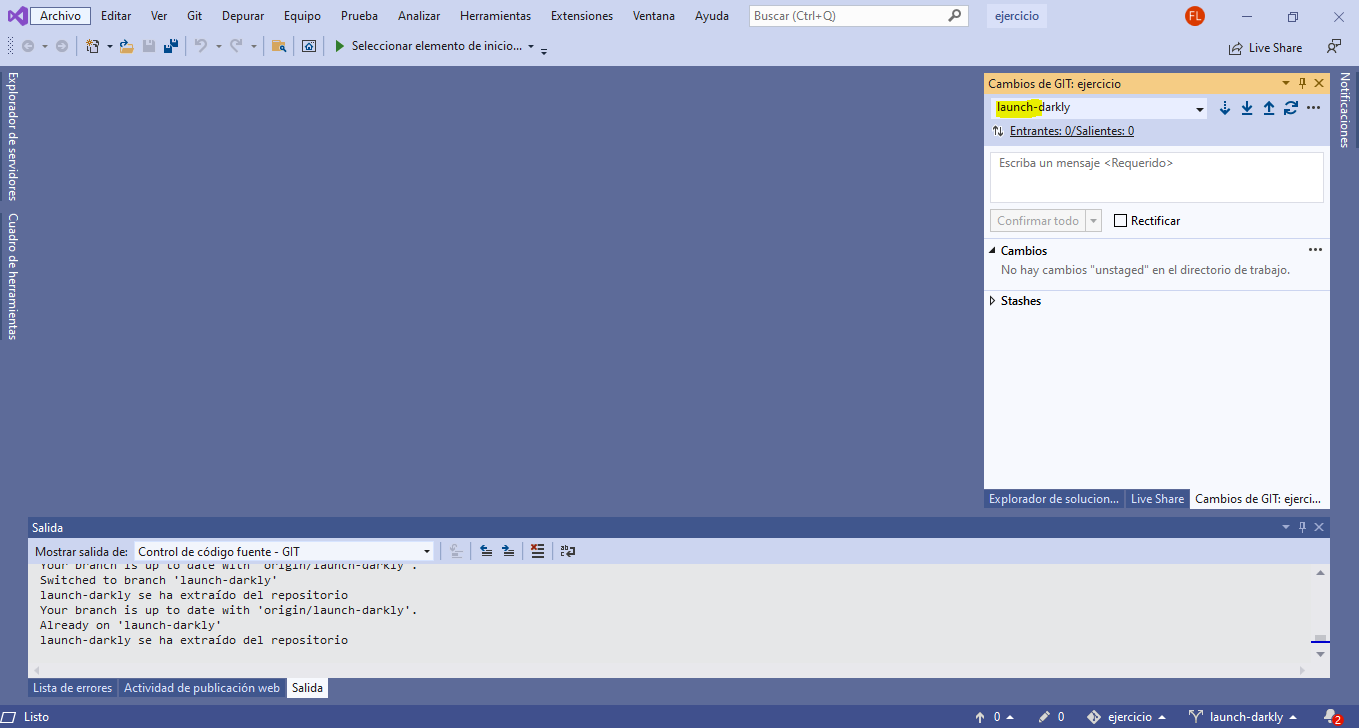 Archivo Editar Ver Git Depurar Equipo Prueba Analizar Herramientas Extensiones Ventana Ayuda Buscar (Ctrl+Q) ejercicio FL
Seleccionar elemento de inicio... Live Share
Explorador de servidores
Cuadro de herramientas
Cambios de GIT: ejercicio
launch-darkly
Entrantes: 0/Salientes: 0
Escriba un mensaje <Requerido>
Confirmar todo Rectificar
Cambios
No hay cambios "unstaged" en el directorio de trabajo.
Stashes
Explorador de solucion... Live Share Cambios de GIT: ejerci...
Notificaciones
Salida
Mostrar salida de: Control de código fuente - GIT
Your branch is up to date with 'origin/launch-darkly'.
Switched to branch 'launch-darkly'
launch-darkly se ha extraído del repositorio
Your branch is up to date with 'origin/launch-darkly'.
Already on 'launch-darkly'
launch-darkly se ha extraído del repositorio
Lista de errores Actividad de publicación web Salida
Listo 0 0 ejercicio launch-darkly 2